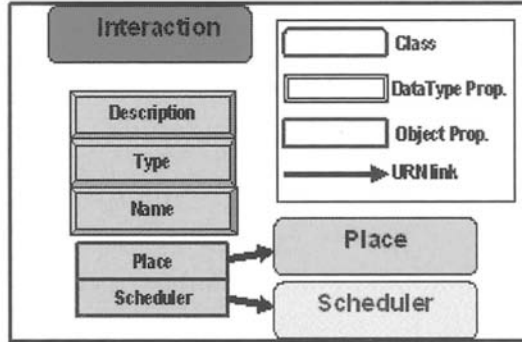 Interaction
Class
DataType Prop.
Object Prop.
URN link
Description
Type
Name
Place
Scheduler
Place
Scheduler